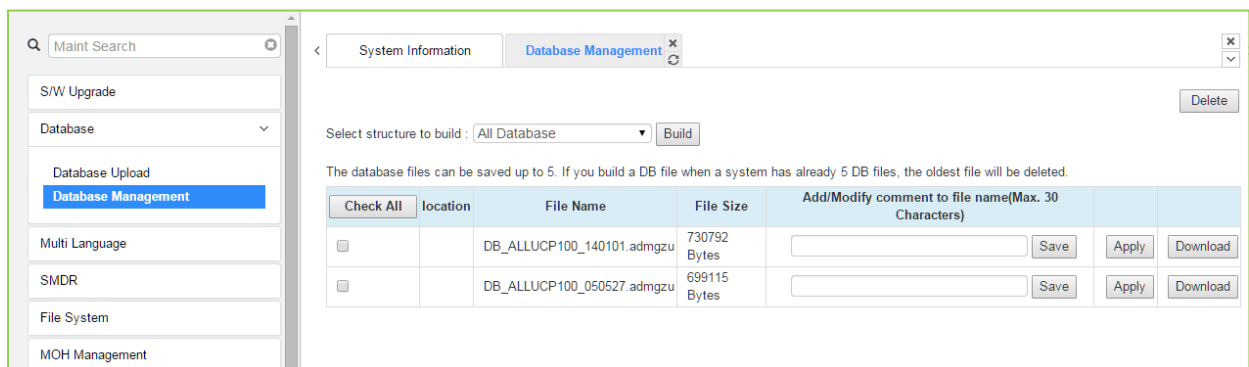 Maint Search
S/W Upgrade
Database
Database Upload
Database Management
Multi Language
SMDR
File System
MOH Management
System Information
Database Management
Delete
Select structure to build : All Database Build
The database files can be saved up to 5. If you build a DB file when a system has already 5 DB files, the oldest file will be deleted.
Check All location File Name File Size Add/Modify comment to file name(Max. 30
Characters)
DB_ALLUCP100_140101.admgzu 730792
Bytes Save Apply Download
DB_ALLUCP100_050527.admgzu 699115
Bytes Save Apply Download